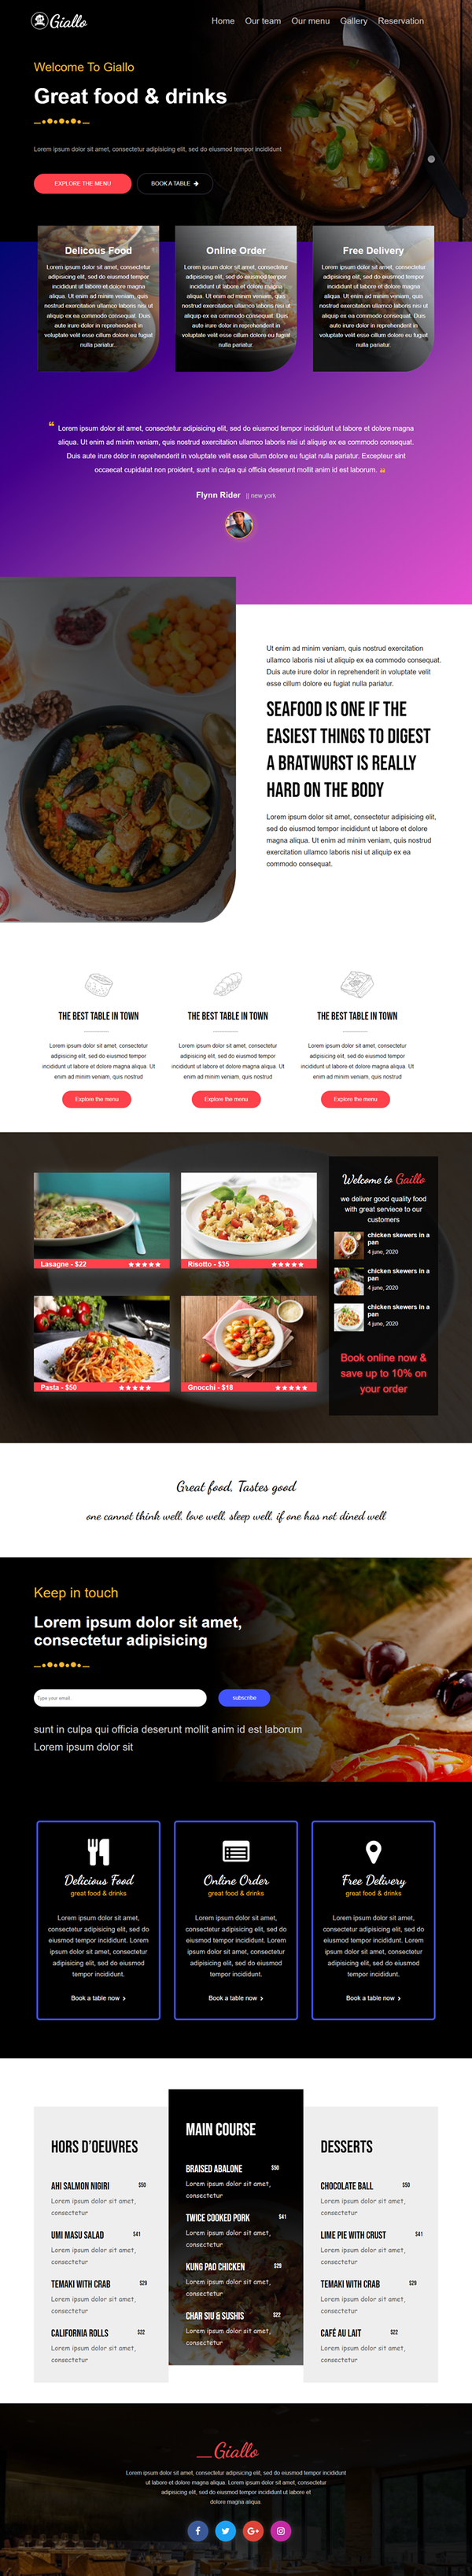 Giallo
Home Our team Our menu Gallery Reservation
Welcome To Giallo
Great food & drinks
Lorem ipsum dolor sit amet, consectetur adipisicing elit, sed do eiusmod tempor incididunt
EXPLORE THE MENU
BOOK A TABLE
Delicous Food
Lorem ipsum dolor sit amet, consectetur
adipisicing elit, sed do eiusmod tempor
incididunt ut labore et dolore magna
aliqua. Ut enim ad minim veniam, quis
nostrud exercitation ullamco laboris nisi ut
aliquip ex ea commodo consequat. Duis
aute irure dolor in reprehenderit in
voluptate velit esse cillum dolore eu fugiat
nulla pariatur.
Online Order
Lorem ipsum dolor sit amet, consectetur
adipisicing elit, sed do eiusmod tempor
incididunt ut labore et dolore magna
aliqua. Ut enim ad minim veniam, quis
nostrud exercitation ullamco laboris nisi ut
aliquip ex ea commodo consequat. Duis
aute irure dolor in reprehenderit in
voluptate velit esse cillum dolore eu fugiat
nulla pariatur.
Free Delivery
Lorem ipsum dolor sit amet, consectetur
adipisicing elit, sed do eiusmod tempor
incididunt ut labore et dolore magna
aliqua. Ut enim ad minim veniam, quis
nostrud exercitation ullamco laboris nisi ut
aliquip ex ea commodo consequat. Duis
aute irure dolor in reprehenderit in
voluptate velit esse cillum dolore eu fugiat
nulla pariatur.
“ Lorem ipsum dolor sit amet, consectetur adipisicing elit, sed do eiusmod tempor incididunt ut labore et dolore magna
aliqua. Ut enim ad minim veniam, quis nostrud exercitation ullamco laboris nisi ut aliquip ex ea commodo consequat.
Duis aute irure dolor in reprehenderit in voluptate velit esse cillum dolore eu fugiat nulla pariatur. Excepteur sint
occaecat cupidatat non proident, sunt in culpa qui officia deserunt mollit anim id est laborum. ”
Flynn Rider || new york
Ut enim ad minim veniam, quis nostrud exercitation
ullamco laboris nisi ut aliquip ex ea commodo consequat.
Duis aute irure dolor in reprehenderit in voluptate velit
esse cillum dolore eu fugiat nulla pariatur.
SEAFOOD IS ONE IF THE
EASIEST THINGS TO DIGEST
A BRATWURST IS REALLY
HARD ON THE BODY
Lorem ipsum dolor sit amet, consectetur adipisicing elit,
sed do eiusmod tempor incididunt ut labore et dolore
magna aliqua. Ut enim ad minim veniam, quis nostrud
exercitation ullamco laboris nisi ut aliquip ex ea
commodo consequat.
THE BEST TABLE IN TOWN
Lorem ipsum dolor sit amet, consectetur
adipisicing elit, sed do eiusmod tempor
incididunt ut labore et dolore magna aliqua. Ut
enim ad minim veniam, quis nostrud
Explore the menu
THE BEST TABLE IN TOWN
Lorem ipsum dolor sit amet, consectetur
adipisicing elit, sed do eiusmod tempor
incididunt ut labore et dolore magna aliqua. Ut
enim ad minim veniam, quis nostrud
Explore the menu
THE BEST TABLE IN TOWN
Lorem ipsum dolor sit amet, consectetur
adipisicing elit, sed do eiusmod tempor
incididunt ut labore et dolore magna aliqua. Ut
enim ad minim veniam, quis nostrud
Explore the menu
Lasagne - $22
Risotto - $35
Pasta - $50
Gnocchi - $18
Welcome to Gaillo
we deliver good quality food
with great serviece to our
customers
chicken skewers in a
pan
4 june, 2020
chicken skewers in a
pan
4 june, 2020
chicken skewers in a
pan
4 june, 2020
Book online now &
save up to 10% on
your order
Great food, Tastes good
one cannot think well, love well, sleep well, if one has not dined well
Keep in touch
Lorem ipsum dolor sit amet,
consectetur adipisicing
Type your email..
subscribe
sunt in culpa qui officia deserunt mollit anim id est laborum
Lorem ipsum dolor sit
Delicious Food
great food & drinks
Lorem ipsum dolor sit amet,
consectetur adipisicing elit, sed do
eiusmod tempor incididunt. Lorem
ipsum dolor sit amet, consectetur
adipisicing elit, sed do eiusmod
tempor incididunt.
Book a table now
Online Order
great food & drinks
Lorem ipsum dolor sit amet,
consectetur adipisicing elit, sed do
eiusmod tempor incididunt. Lorem
ipsum dolor sit amet, consectetur
adipisicing elit, sed do eiusmod
tempor incididunt.
Book a table now
Free Delivery
great food & drinks
Lorem ipsum dolor sit amet,
consectetur adipisicing elit, sed do
eiusmod tempor incididunt. Lorem
ipsum dolor sit amet, consectetur
adipisicing elit, sed do eiusmod
tempor incididunt.
Book a table now
HORS D'OEUVRES
AHI SALMON NIGIRI $50
Lorem ipsum dolor sit amet,
consectetur
UMI MASU SALAD $41
Lorem ipsum dolor sit amet,
consectetur
TEMAKI WITH CRAB $29
Lorem ipsum dolor sit amet,
consectetur
CALIFORNIA ROLLS $22
Lorem ipsum dolor sit amet,
consectetur
MAIN COURSE
BRAISED ABALONE $50
Lorem ipsum dolor sit amet,
consectetur
TWICE COOKED PORK $41
Lorem ipsum dolor sit amet,
consectetur
KUNG PAO CHICKEN $29
Lorem ipsum dolor sit amet,
consectetur
CHAR SIU & SUSHIS $22
Lorem ipsum dolor sit amet,
consectetur
DESSERTS
CHOCOLATE BALL $50
Lorem ipsum dolor sit amet,
consectetur
LIME PIE WITH CRUST $41
Lorem ipsum dolor sit amet,
consectetur
TEMAKI WITH CRAB $29
Lorem ipsum dolor sit amet,
consectetur
CAFÉ AU LAIT $22
Lorem ipsum dolor sit amet,
consectetur
Giallo
Lorem ipsum dolor sit amet, consectetur adipisicing elit, sed do eiusmod tempor incididunt
ut labore et dolore magna aliqua. Lorem ipsum dolor sit amet, consectetur
adipisicing elit, sed do eiusmod tempor incididunt ut labore et
dolore magna aliqua